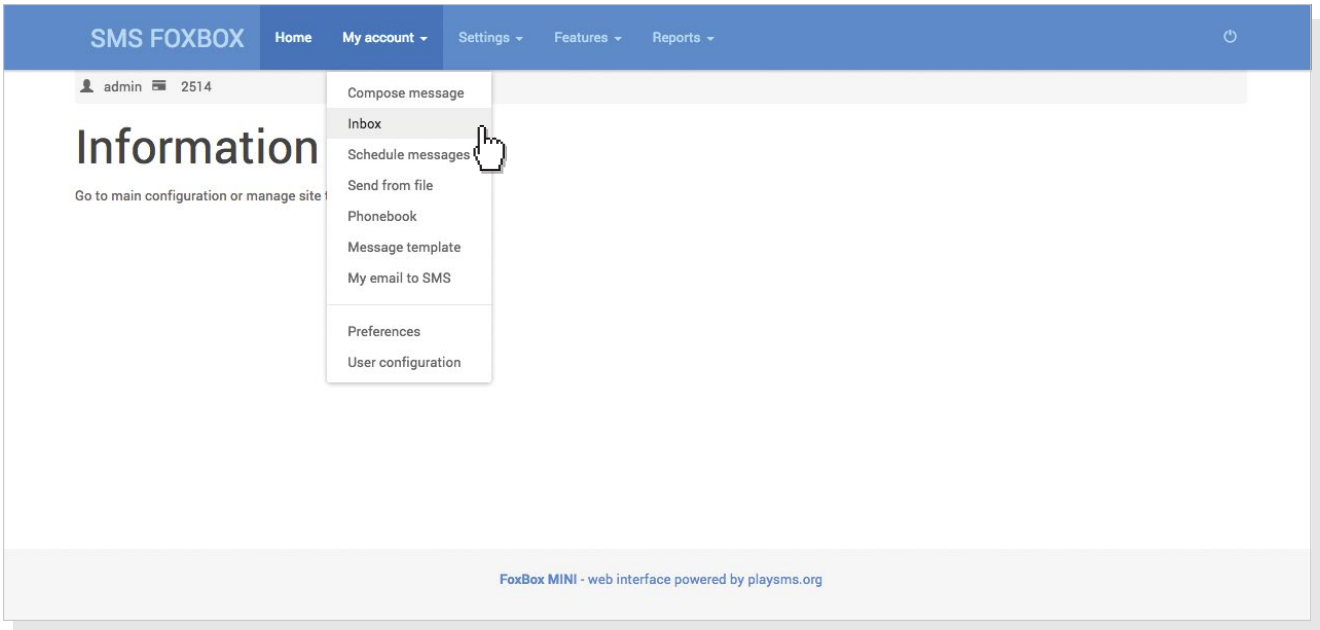 SMS FOXBOX Home My account Settings Features Reports
admin 2514
Information
Go to main configuration or manage site
Compose message
Inbox
Schedule messages
Send from file
Phonebook
Message template
My email to SMS
Preferences
User configuration
FoxBox MINI - web interface powered by playsms.org